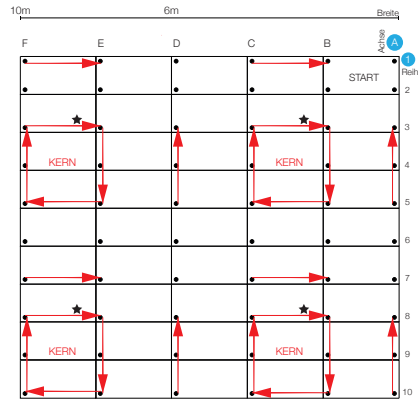 10m 6m Breite
F E D C B Achse A
1
Reih
START 2
3
KERN KERN 4
5
6
7
8
KERN KERN 9
10